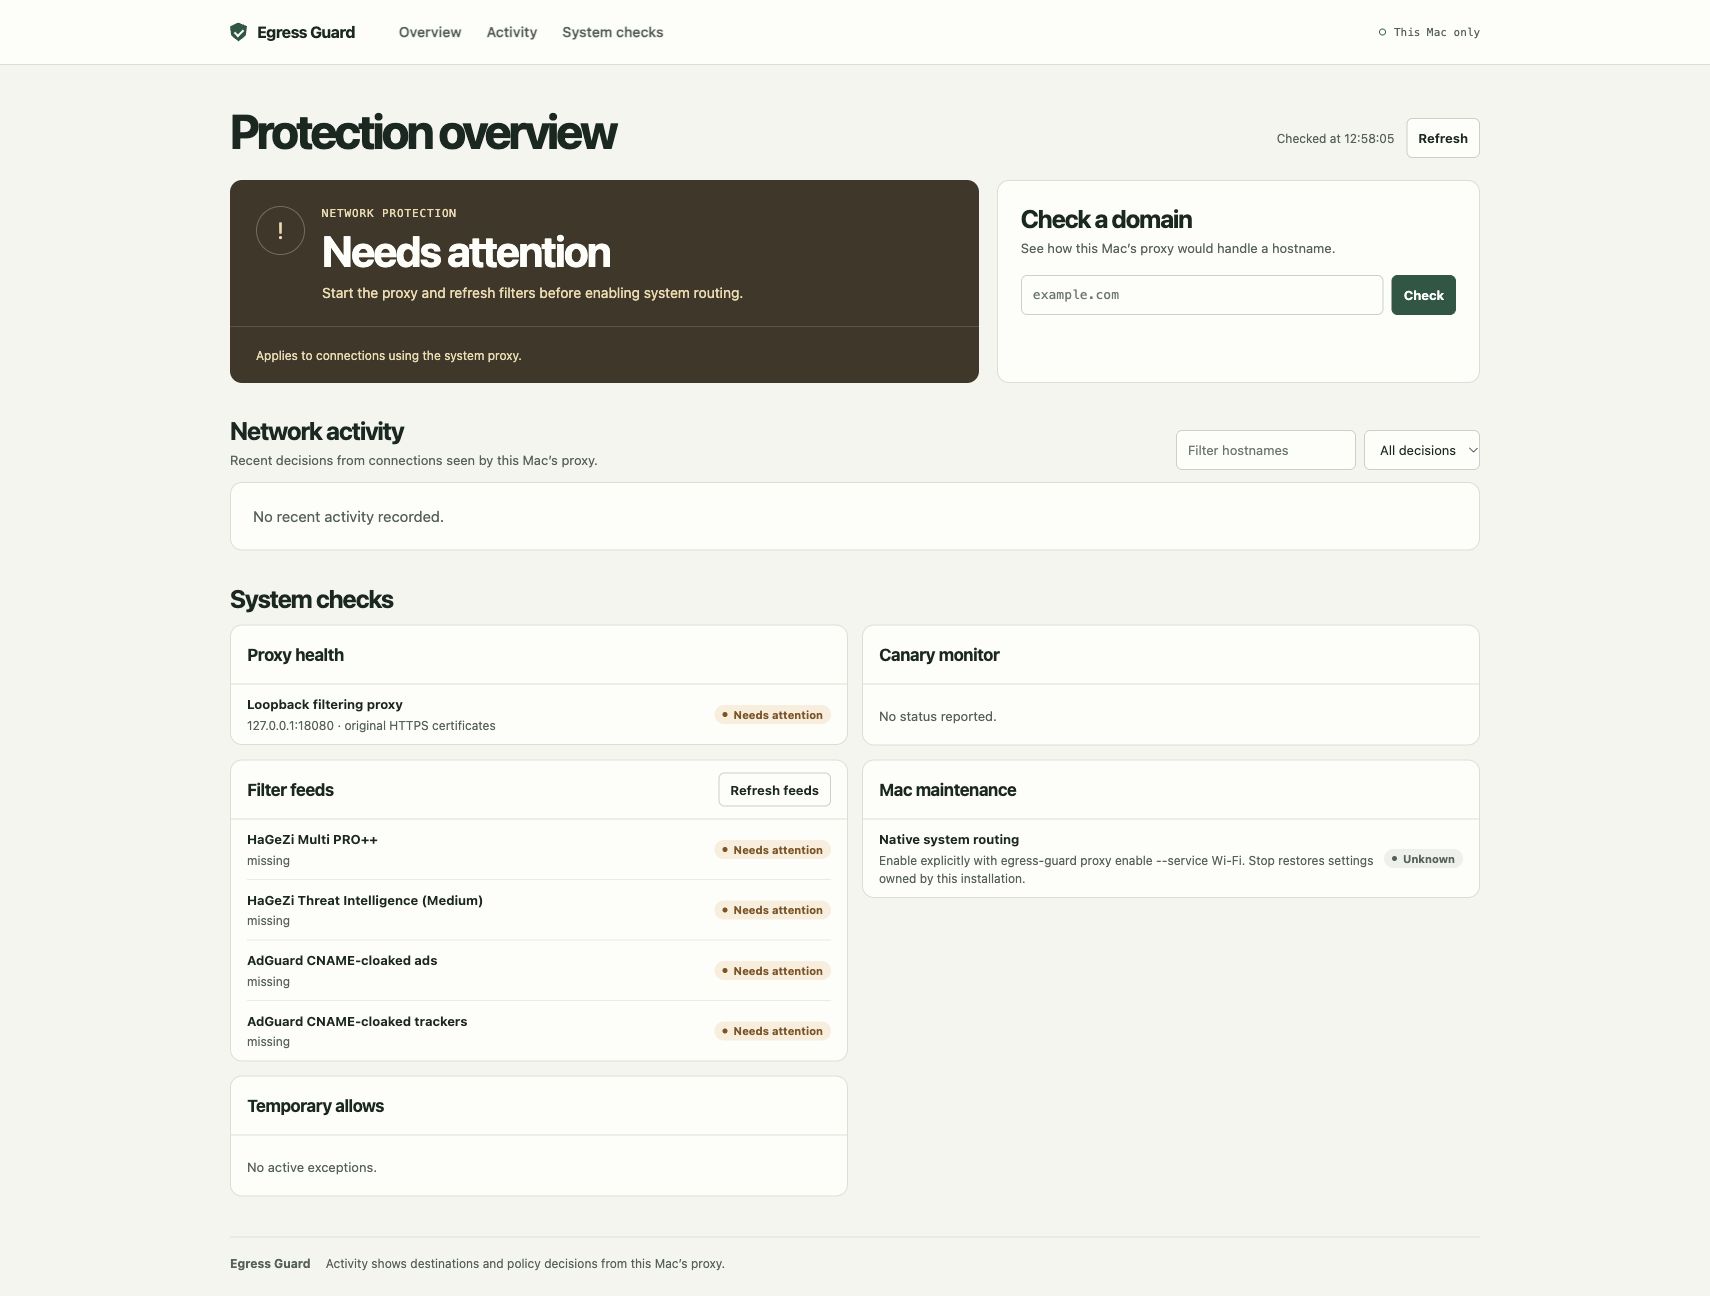 Egress Guard
Overview
Activity
System checks
This Mac only
Protection overview
Checked at 12:58:05
Refresh
!
NETWORK PROTECTION
Needs attention
Start the proxy and refresh filters before enabling system routing.
Applies to connections using the system proxy.
Check a domain
See how this Mac's proxy would handle a hostname.
example.com
Check
Network activity
Recent decisions from connections seen by this Mac's proxy.
Filter hostnames
All decisions
No recent activity recorded.
System checks
Proxy health
Loopback filtering proxy
127.0.0.1:18080 · original HTTPS certificates
Needs attention
Canary monitor
No status reported.
Filter feeds
Refresh feeds
HaGeZi Multi PRO++
missing
Needs attention
HaGeZi Threat Intelligence (Medium)
missing
Needs attention
AdGuard CNAME-cloaked ads
missing
Needs attention
AdGuard CNAME-cloaked trackers
missing
Needs attention
Mac maintenance
Native system routing
Enable explicitly with egress-guard proxy enable --service Wi-Fi. Stop restores settings
owned by this installation.
Unknown
Temporary allows
No active exceptions.
Egress Guard
Activity shows destinations and policy decisions from this Mac's proxy.